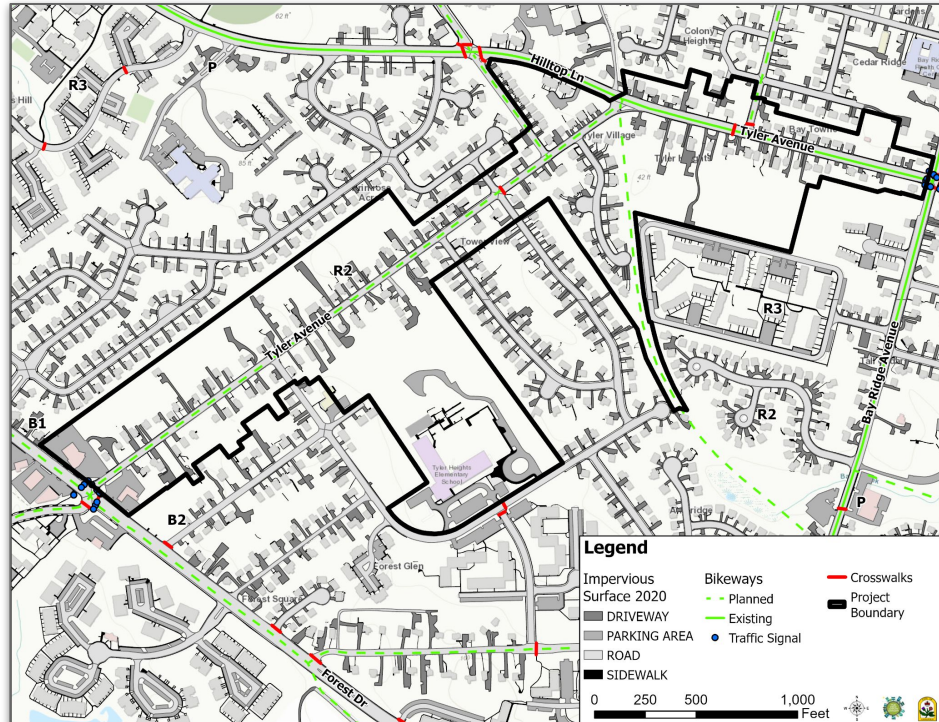 62 ft
Gardens
Colony
Heights
P
Hilltop Ln
Cedar Ridge
R3
s Hill
85 ft
Tyler Village
Bay Towne
Tyler Avenue
Tyler Heights
42 ft
Primrose
Acres
Tower View
R2
R3
Tyler Avenue
Bay Ridge Avenue
R2
B1
Tyler Heights
Elementary
School
P
B2
Forest Glen
Forest Square
Forest Dr
Legend
Impervious
Surface 2020
DRIVEWAY
PARKING AREA
ROAD
SIDEWALK
Bikeways
Planned
Existing
Traffic Signal
Crosswalks
Project
Boundary
0 250 500 1,000
Feet